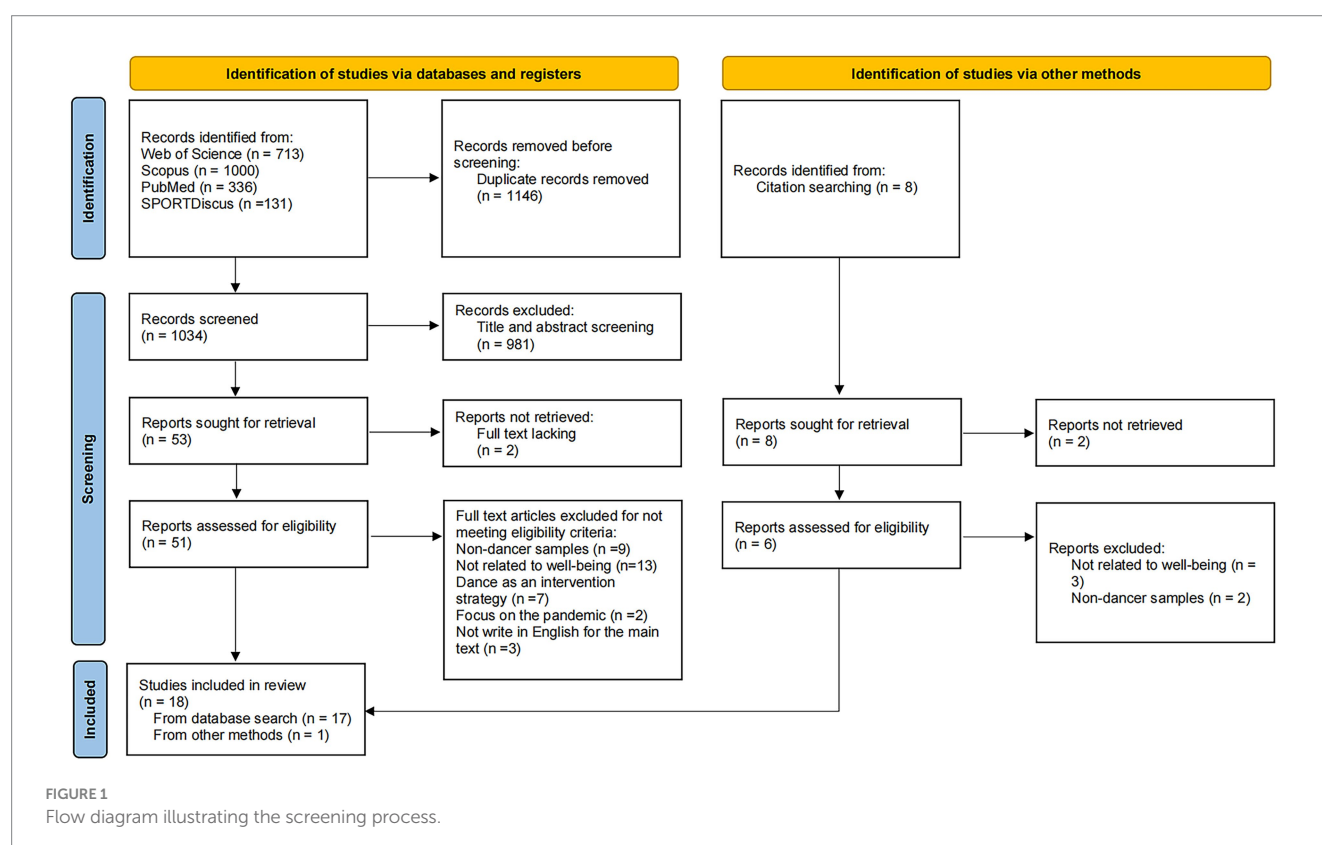 Identification of studies via databases and registers
Identification of studies via other methods
Identification
Records identified from:
Web of Science (n = 713)
Scopus (n = 1000)
PubMed (n = 336)
SPORTDiscus (n =131)
Records removed before
screening:
Duplicate records removed
(n = 1146)
Records identified from:
Citation searching (n = 8)
Screening
Records screened
(n = 1034)
Records excluded:
Title and abstract screening
(n = 981)
Reports sought for retrieval
(n = 53)
Reports not retrieved:
Full text lacking
(n = 2)
Reports sought for retrieval
(n = 8)
Reports not retrieved
(n = 2)
Reports assessed for eligibility
(n = 51)
Full text articles excluded for not
meeting eligibility criteria:
Non-dancer samples (n =9)
Not related to well-being (n=13)
Dance as an intervention
strategy (n =7)
Focus on the pandemic (n =2)
Not write in English for the main
text (n =3)
Reports assessed for eligibility
(n = 6)
Reports excluded:
Not related to well-being (n =
3)
Non-dancer samples (n = 2)
Included
Studies included in review
(n = 18)
From database search (n = 17)
From other methods (n = 1)
FIGURE 1
Flow diagram illustrating the screening process.